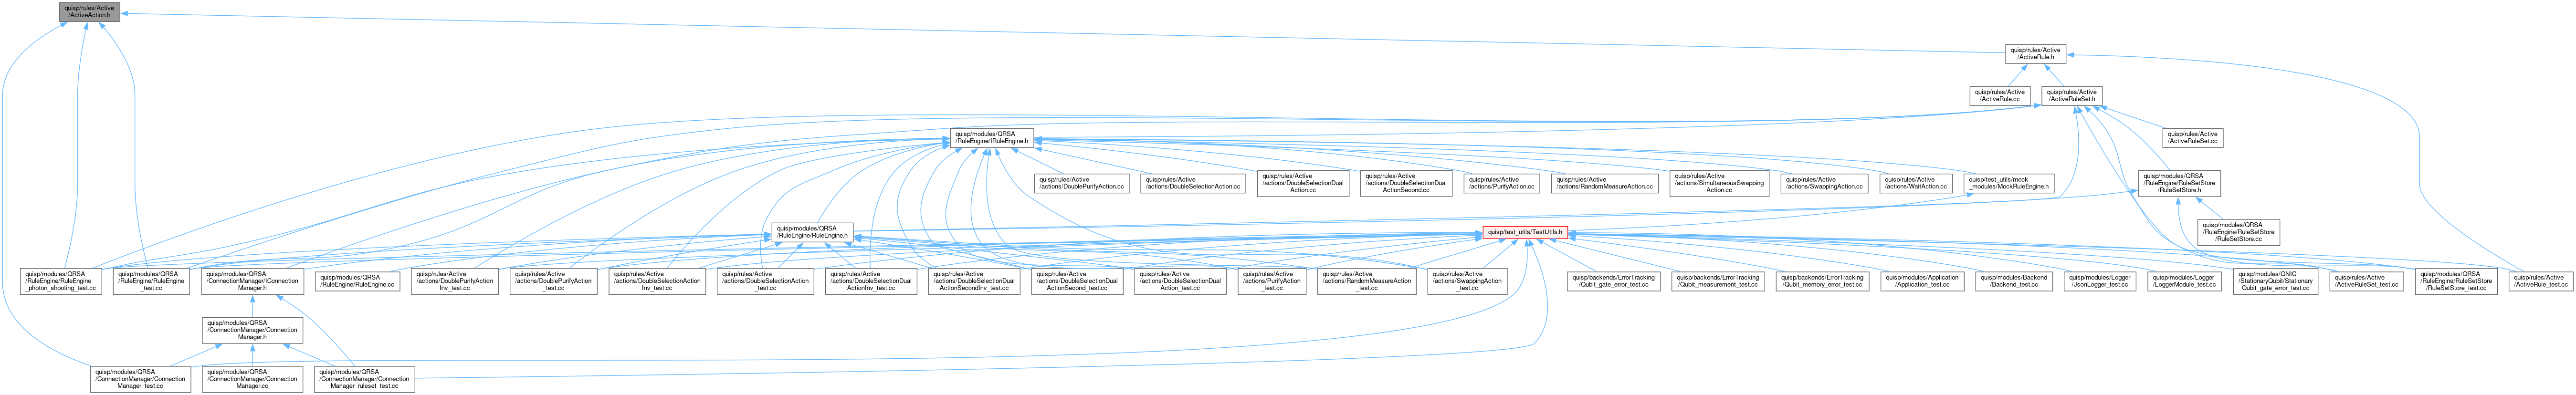 quisp/rules/Active
/ActiveAction.h
quisp/rules/Active
/ActiveRule.h
quisp/rules/Active
/ActiveRule.cc
quisp/rules/Active
/ActiveRuleSet.h
quisp/modules/QRSA
/RuleEngine/IRuleEngine.h
quisp/rules/Active
/ActiveRuleSet.cc
quisp/rules/Active
/actions/DoublePurifyAction.cc
quisp/rules/Active
/actions/DoubleSelectionAction.cc
quisp/rules/Active
/actions/DoubleSelectionDual
Action.cc
quisp/rules/Active
/actions/DoubleSelectionDual
ActionSecond.cc
quisp/rules/Active
/actions/PurifyAction.cc
quisp/rules/Active
/actions/RandomMeasureAction.cc
quisp/rules/Active
/actions/SimultaneousSwapping
Action.cc
quisp/rules/Active
/actions/SwappingAction.cc
quisp/rules/Active
/actions/WaitAction.cc
quisp/test_utils/mock
_modules/MockRuleEngine.h
quisp/modules/QRSA
/RuleEngine/RuleSetStore
/RuleSetStore.h
quisp/modules/QRSA
/RuleEngine/RuleEngine.h
quisp/test_utils/TestUtils.h
quisp/modules/QRSA
/RuleEngine/RuleSetStore
/RuleSetStore.cc
quisp/modules/QRSA
/RuleEngine/RuleEngine
_photon_shooting_test.cc
quisp/modules/QRSA
/RuleEngine/RuleEngine
_test.cc
quisp/modules/QRSA
/ConnectionManager/IConnection
Manager.h
quisp/modules/QRSA
/RuleEngine/RuleEngine.cc
quisp/rules/Active
/actions/DoublePurifyAction
Inv_test.cc
quisp/rules/Active
/actions/DoublePurifyAction
_test.cc
quisp/rules/Active
/actions/DoubleSelectionAction
Inv_test.cc
quisp/rules/Active
/actions/DoubleSelectionAction
_test.cc
quisp/rules/Active
/actions/DoubleSelectionDual
ActionInv_test.cc
quisp/rules/Active
/actions/DoubleSelectionDual
ActionSecondInv_test.cc
quisp/rules/Active
/actions/DoubleSelectionDual
ActionSecond_test.cc
quisp/rules/Active
/actions/DoubleSelectionDual
Action_test.cc
quisp/rules/Active
/actions/PurifyAction
_test.cc
quisp/rules/Active
/actions/RandomMeasureAction
_test.cc
quisp/rules/Active
/actions/SwappingAction
_test.cc
quisp/backends/ErrorTracking
/Qubit_gate_error_test.cc
quisp/backends/ErrorTracking
/Qubit_measurement_test.cc
quisp/backends/ErrorTracking
/Qubit_memory_error_test.cc
quisp/modules/Application
/Application_test.cc
quisp/modules/Backend
/Backend_test.cc
quisp/modules/Logger
/JsonLogger_test.cc
quisp/modules/Logger
/LoggerModule_test.cc
quisp/modules/QNIC
/StationaryQubit/Stationary
Qubit_gate_error_test.cc
quisp/rules/Active
/ActiveRuleSet_test.cc
quisp/modules/QRSA
/RuleEngine/RuleSetStore
/RuleSetStore_test.cc
quisp/rules/Active
/ActiveRule_test.cc
quisp/modules/QRSA
/ConnectionManager/Connection
Manager.h
quisp/modules/QRSA
/ConnectionManager/Connection
Manager_test.cc
quisp/modules/QRSA
/ConnectionManager/Connection
Manager.cc
quisp/modules/QRSA
/ConnectionManager/Connection
Manager_ruleset_test.cc